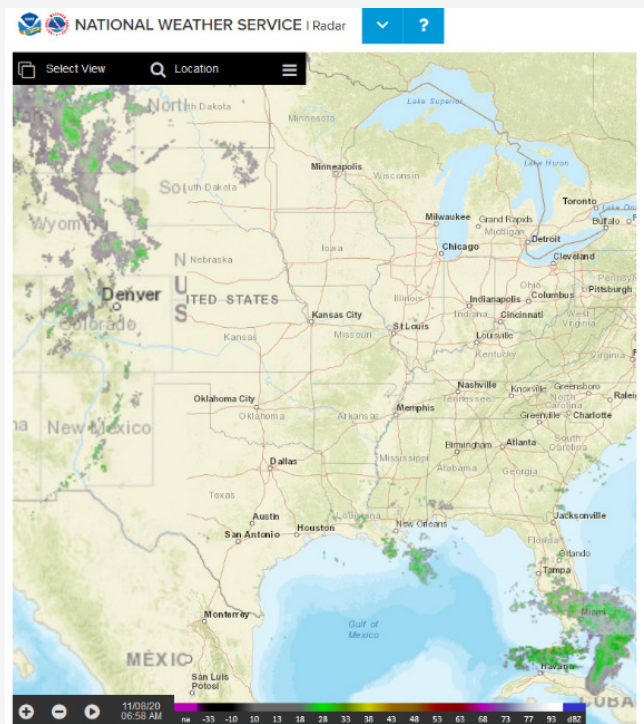 NATIONAL WEATHER SERVICE | Radar
?
Select View
Location
North Dakota
Minnesota
Lake Superior
Minneapolis
Wisconsin
Lake Huron
South Dakota
Toronto
Wyoming
Milwaukee
Grand Rapids
Michigan
Buffalo
Detroit
Chicago
Iowa
Nebraska
Cleveland
Denver
UNITED STATES
Illinois
Indianapolis
Ohio
Columbus
Pittsburgh
Colorado
Kansas City
Indiana
Cincinnati
West Virginia
Kansas
Missouri
St Louis
Louisville
Kentucky
Virginia
Nashville
Knoxville
Greensboro
Oklahoma City
Tennessee
North Carolina
New Mexico
Oklahoma
Arkansas
Memphis
Greenville
Charlotte
South Carolina
Birmingham
Atlanta
Dallas
Mississippi
Alabama
Georgia
Texas
Austin
Louisiana
Jacksonville
San Antonio
Houston
New Orleans
Florida
Orlando
Tampa
Monterrey
Gulf of Mexico
Miami
MÉXICO
Havana
San Luis Potosi
CUBA
11/08/20
06:58 AM
na -33 -10 10 13 18 28 33 38 43 48 53 63 68 73 77 93 dBZ